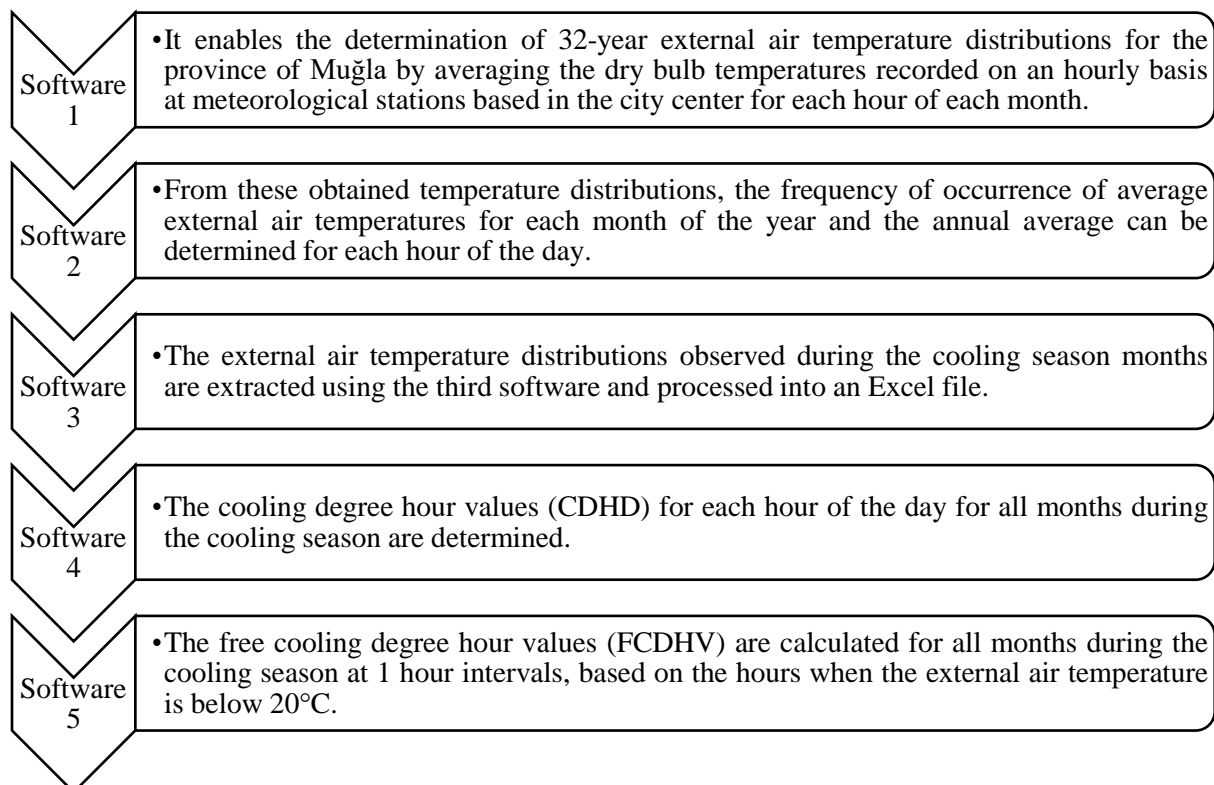 Software
1
•It enables the determination of 32-year external air temperature distributions for the
province of Muğla by averaging the dry bulb temperatures recorded on an hourly basis
at meteorological stations based in the city center for each hour of each month.
Software
2
•From these obtained temperature distributions, the frequency of occurrence of average
external air temperatures for each month of the year and the annual average can be
determined for each hour of the day.
Software
3
•The external air temperature distributions observed during the cooling season months
are extracted using the third software and processed into an Excel file.
Software
4
•The cooling degree hour values (CDHD) for each hour of the day for all months during
the cooling season are determined.
Software
5
•The free cooling degree hour values (FCDHV) are calculated for all months during the
cooling season at 1 hour intervals, based on the hours when the external air temperature
is below 20°C.